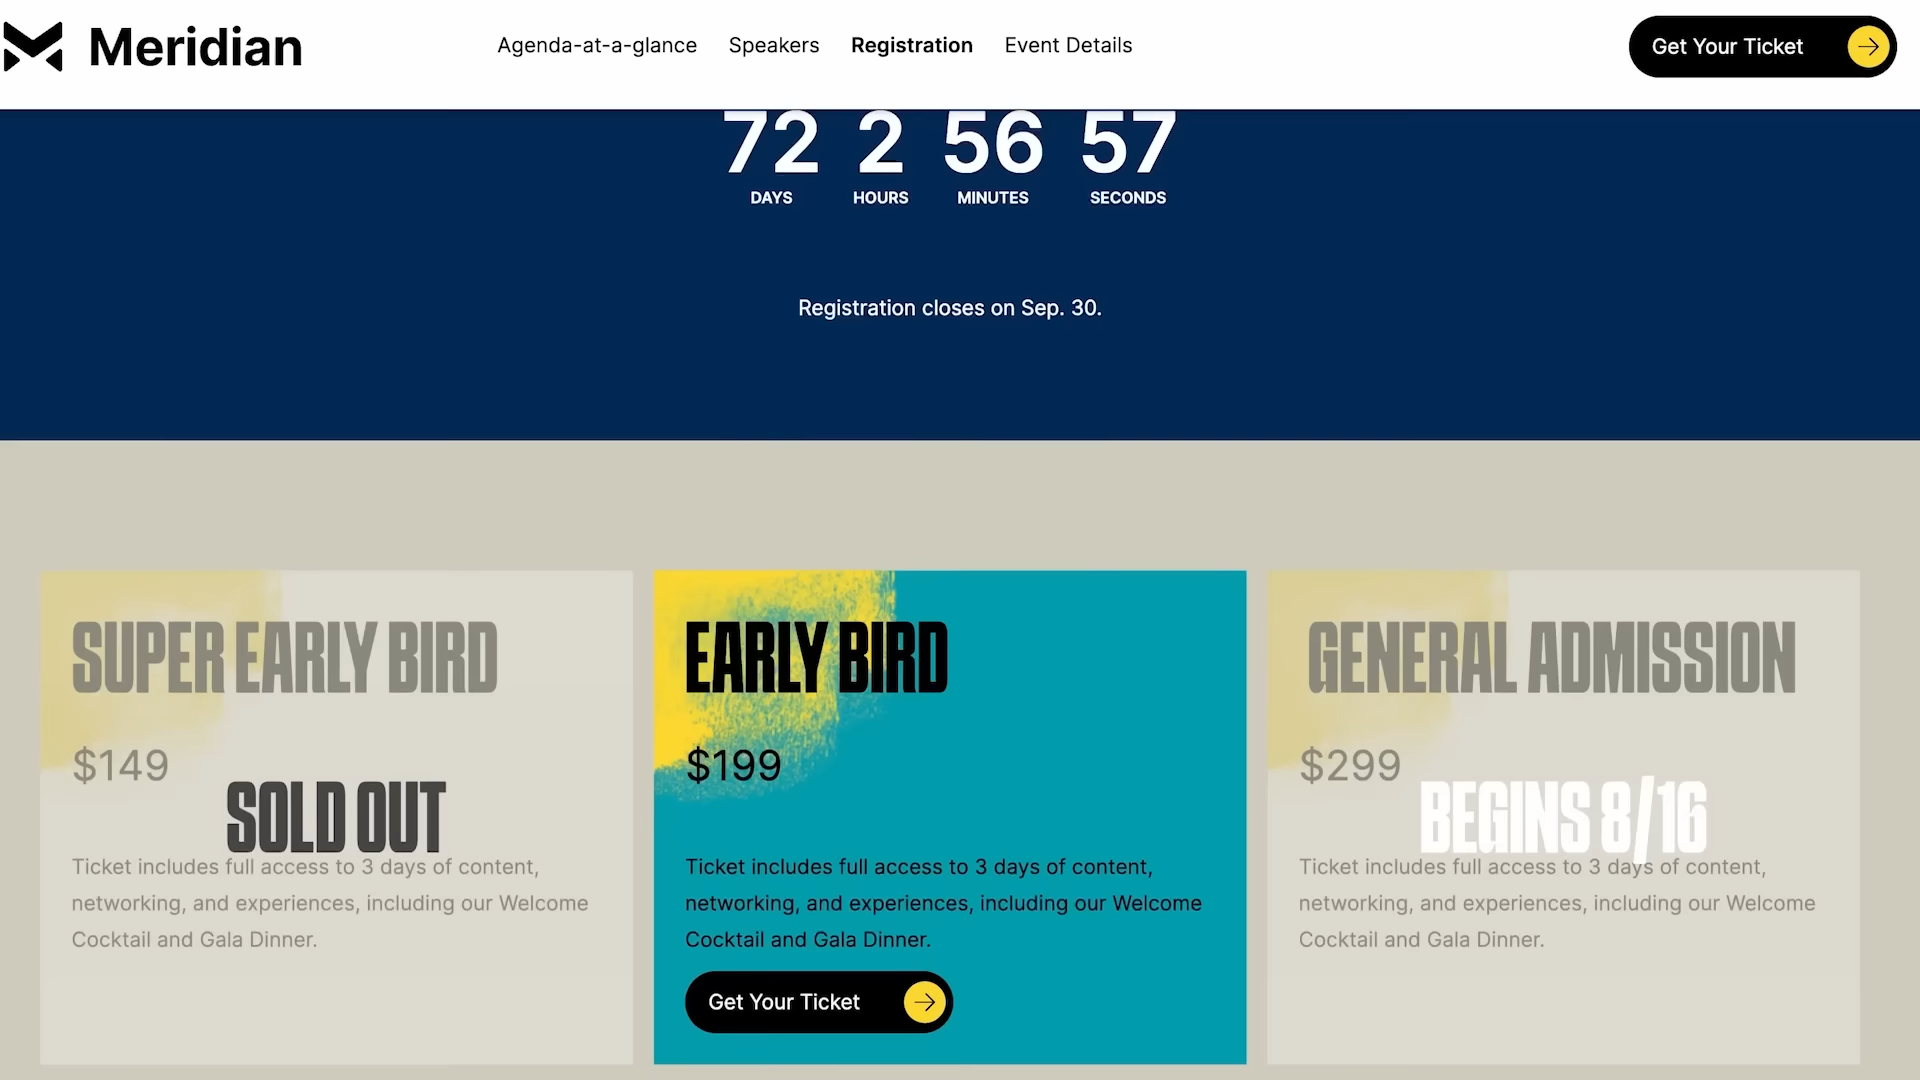 Meridian
Agenda-at-a-glance Speakers Registration Event Details
Get Your Ticket
72 2 56 57
DAYS HOURS MINUTES SECONDS
Registration closes on Sep. 30.
SUPER EARLY BIRD
$149
SOLD OUT
Ticket includes full access to 3 days of content,
networking, and experiences, including our Welcome
Cocktail and Gala Dinner.
EARLY BIRD
$199
Ticket includes full access to 3 days of content,
networking, and experiences, including our Welcome
Cocktail and Gala Dinner.
Get Your Ticket
GENERAL ADMISSION
$299
BEGINS 8/16
Ticket includes full access to 3 days of content,
networking, and experiences, including our Welcome
Cocktail and Gala Dinner.